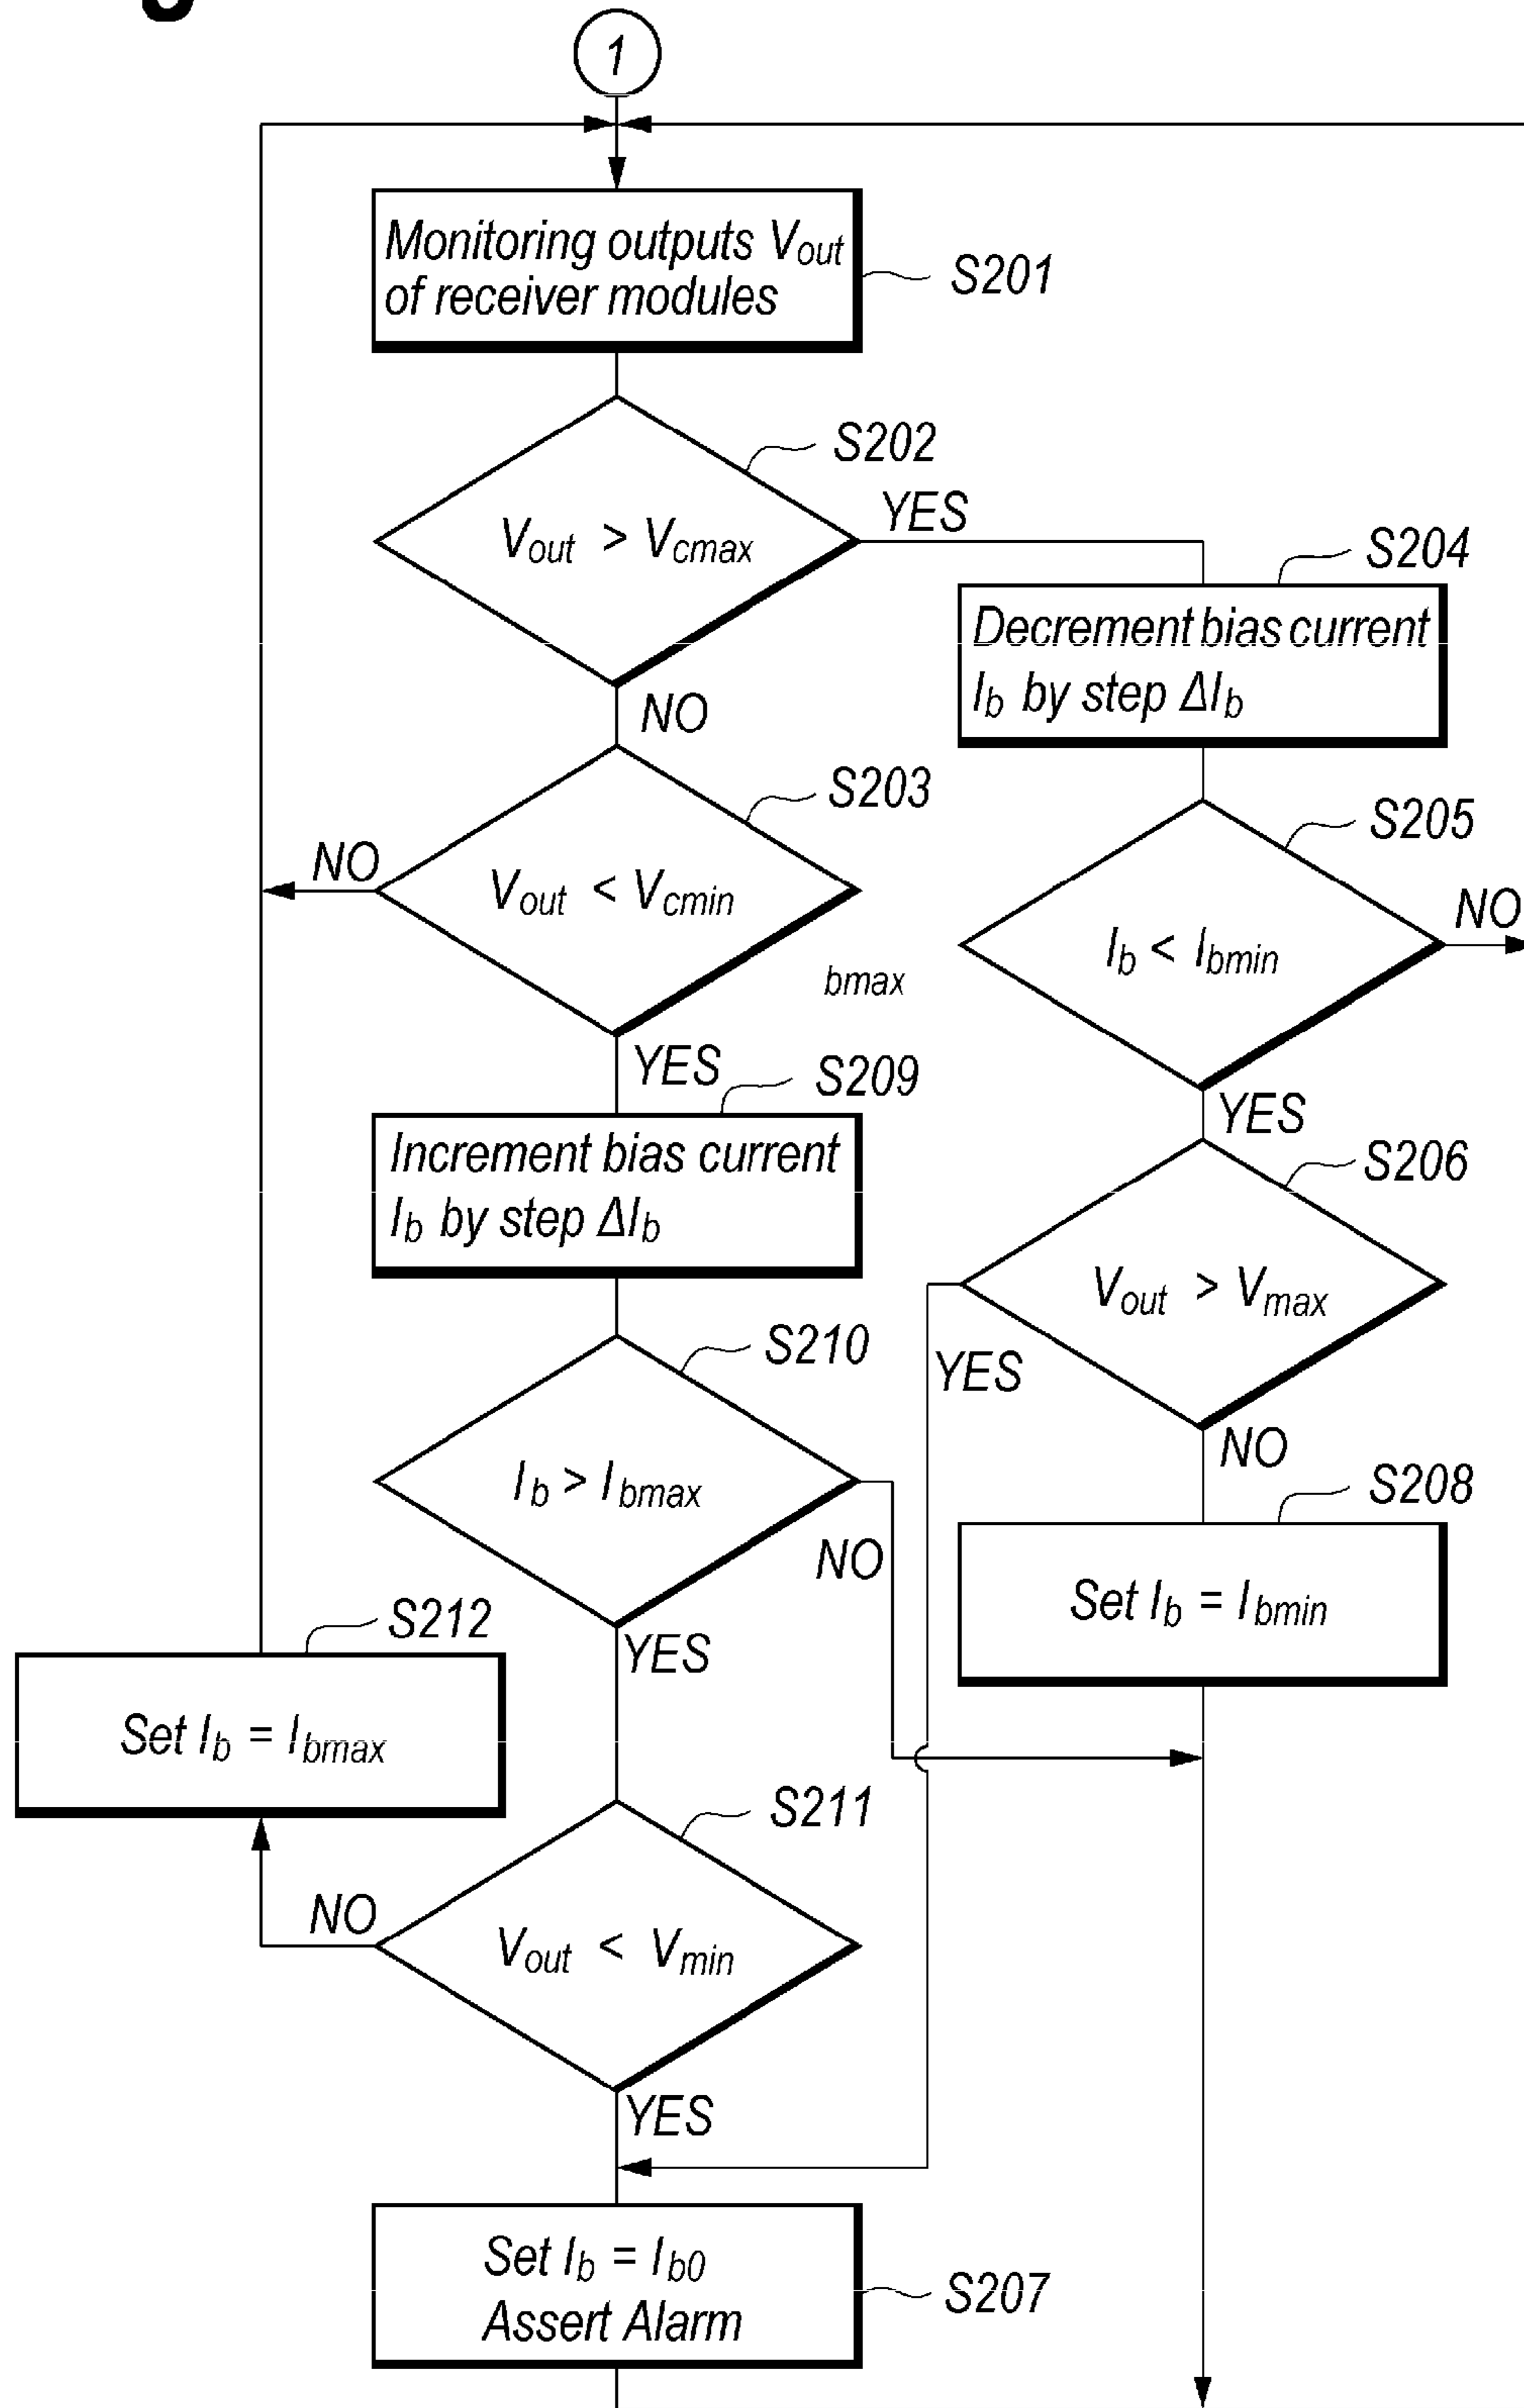 1
Monitoring outputs Vout
of receiver modules
S201
S202
Vout > Vcmax
YES
NO
S204
Decrement bias current
Ib by step ΔIb
S203
Vout < Vcmin
NO
YES
bmax
S205
Ib < Ibmin
NO
YES
S209
Increment bias current
Ib by step ΔIb
S206
Vout > Vmax
YES
NO
S210
Ib > Ibmax
NO
YES
S208
Set Ib = Ibmin
S212
Set Ib = Ibmax
S211
Vout < Vmin
NO
YES
Set Ib = Ib0
Assert Alarm
S207